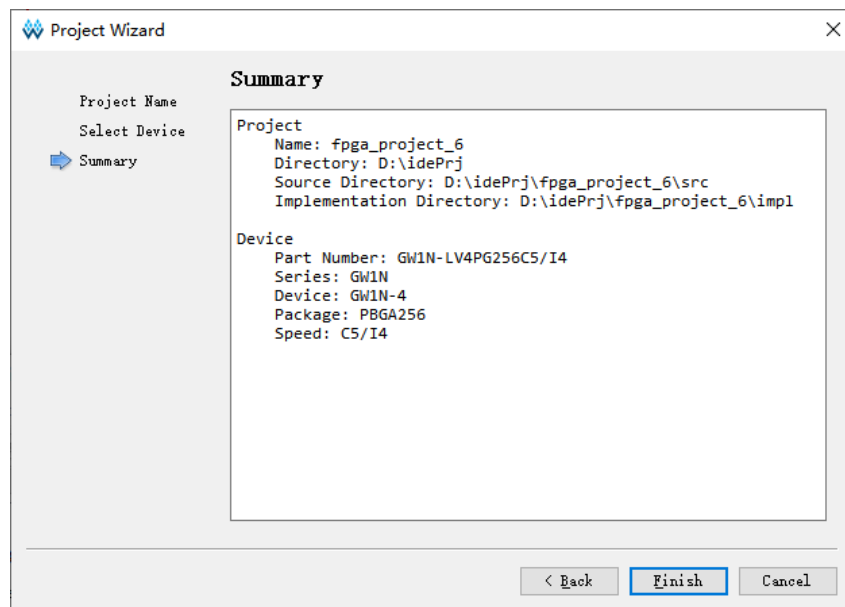 Project Wizard
Project Name
Select Device
Summary
Summary
Project
Name: fpga_project_6
Directory: D:\idePrj
Source Directory: D:\idePrj\fpga_project_6\src
Implementation Directory: D:\idePrj\fpga_project_6\impl
Device
Part Number: GW1N-LV4PG256C5/I4
Series: GW1N
Device: GW1N-4
Package: PBGA256
Speed: C5/I4
< Back
Finish
Cancel